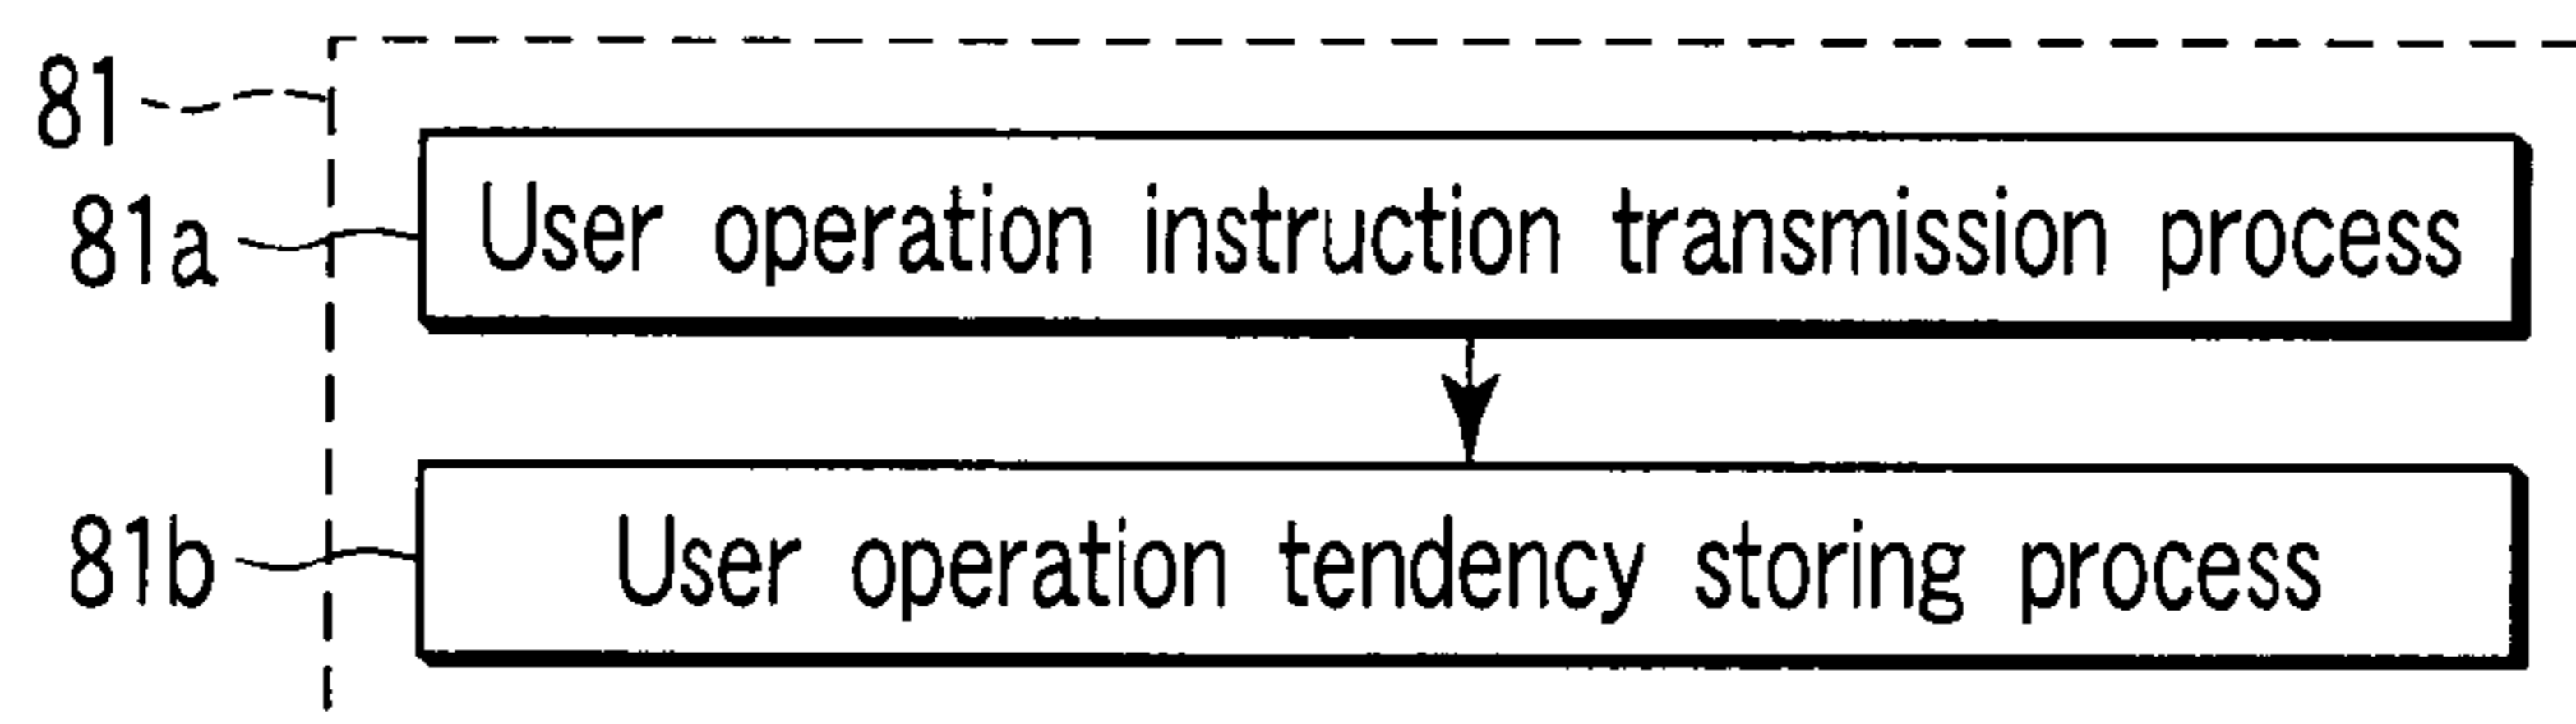 81
81a User operation instruction transmission process
81b User operation tendency storing process